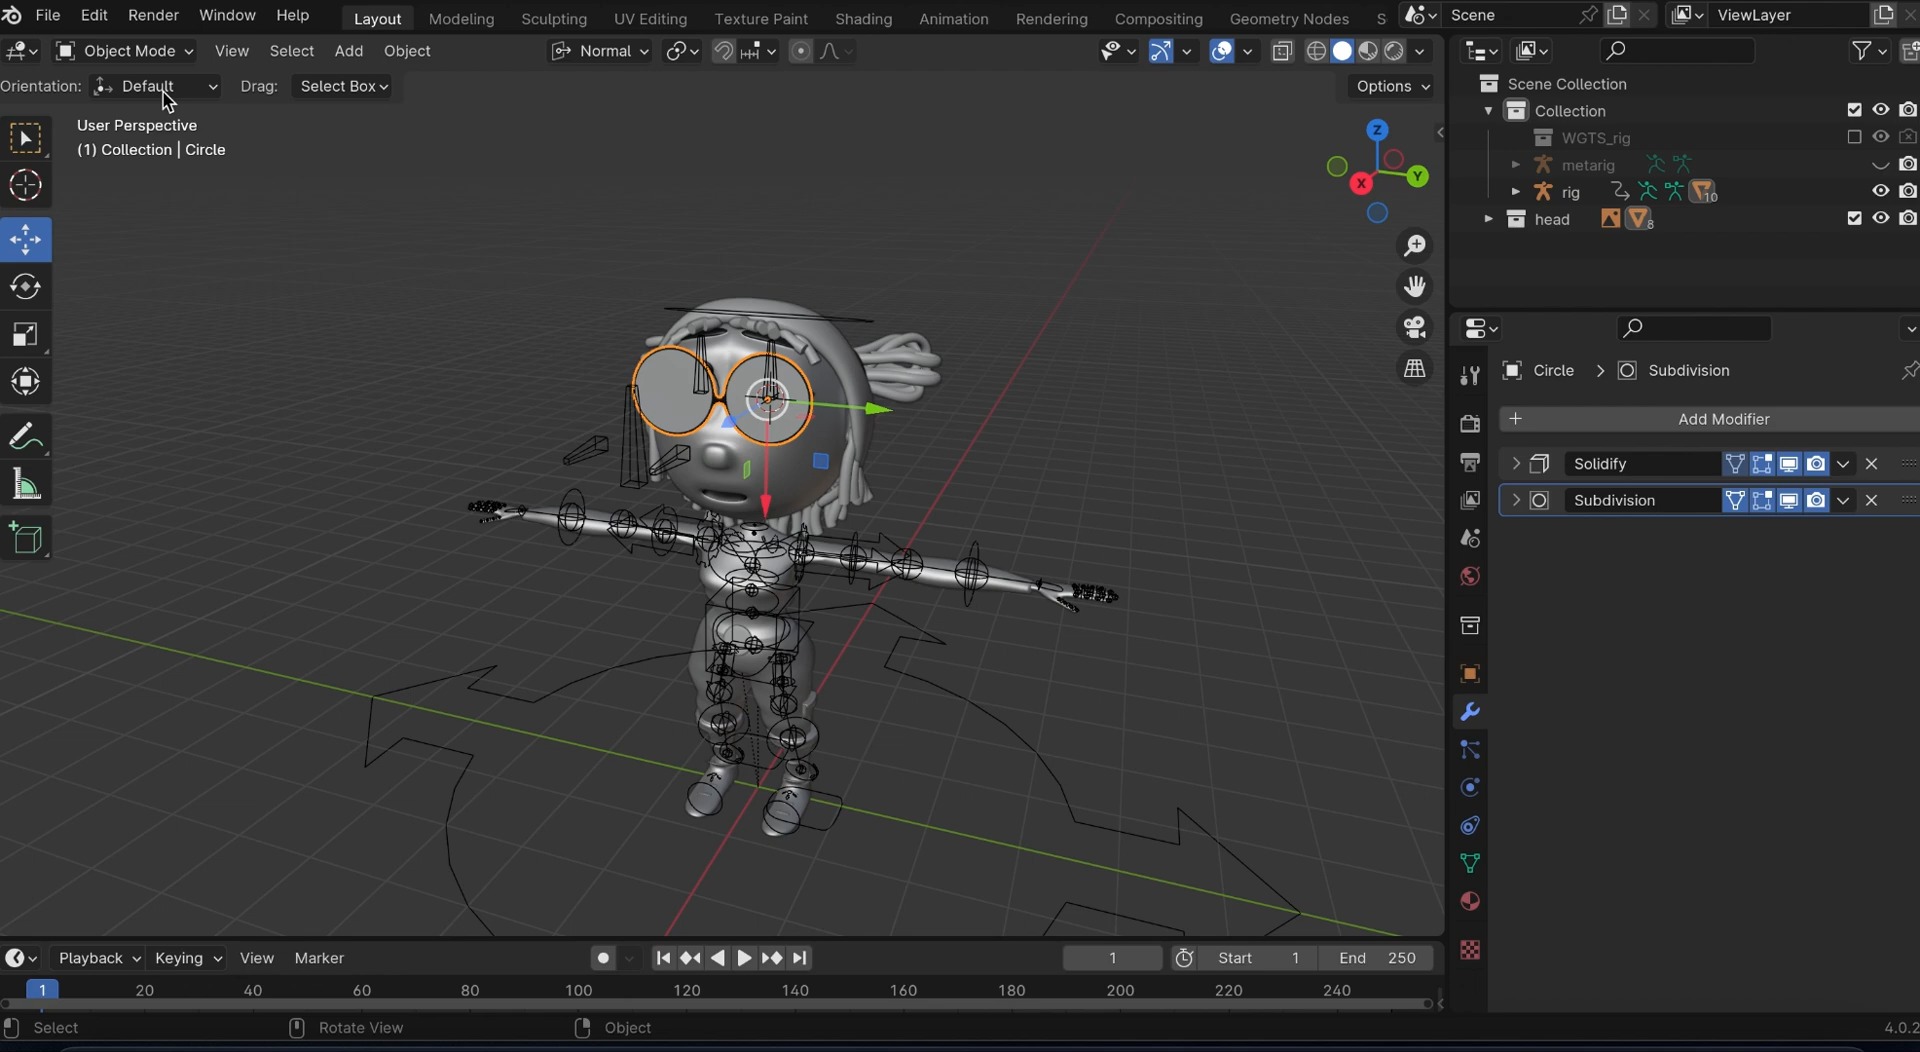 File Edit Render Window Help Layout Modeling Sculpting UV Editing Texture Paint Shading Animation Rendering Compositing Geometry Nodes S Scene ViewLayer
Object Mode View Select Add Object Normal
Orientation: Default Drag: Select Box Options
User Perspective
(1) Collection | Circle
Z
X
Y
Scene Collection
Collection
WGTS_rig
metarig
rig 10
head 8
Circle > Subdivision
+ Add Modifier
Solidify
Subdivision
Playback Keying View Marker 1 Start 1 End 250
1 20 40 60 80 100 120 140 160 180 200 220 240
Select Rotate View Object 4.0.2